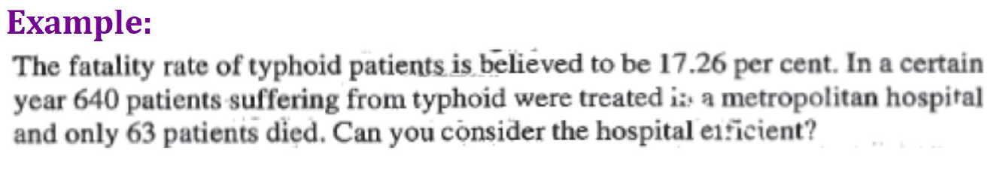 Example:
The fatality rate of typhoid patients is believed to be 17.26 per cent. In a certain
year 640 patients suffering from typhoid were treated in a metropolitan hospital
and only 63 patients died. Can you consider the hospital efficient?